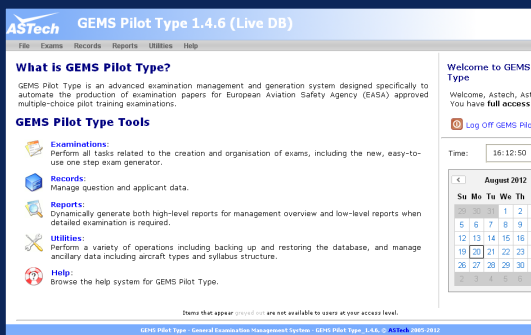 ASTech
GEMS Pilot Type 1.4.6 (Live DB)
File Exams Records Reports Utilities Help
What is GEMS Pilot Type?
GEMS Pilot Type is an advanced examination management and generation system designed specifically to
automate the production of examination papers for European Aviation Safety Agency (EASA) approved
multiple-choice pilot training examinations.
GEMS Pilot Type Tools
Examinations:
Perform all tasks related to the creation and organisation of exams, including the new, easy-to-
use one step exam generator.
Records:
Manage question and applicant data.
Reports:
Dynamically generate both high-level reports for management overview and low-level reports when
detailed examination is required.
Utilities:
Perform a variety of operations including backing up and restoring the database, and manage
ancillary data including aircraft types and syllabus structure.
Help:
Browse the help system for GEMS Pilot Type.
Items that appear greyed out are not available to users at your access level.
Welcome to GEMS
Type
Welcome, Astech, Ast
You have full access
Log Off GEMS Pilo
Time: 16:12:50
< August 2012
Su Mo Tu We Th
29 30 31 1 2
5 6 7 8 9
12 13 14 15 16
19 20 21 22 23
26 27 28 29 30
2 3 4 5 6
GEMS Pilot Type - General Examination Management System - GEMS Pilot Type_1.4.6, © ASTech 2005-2012